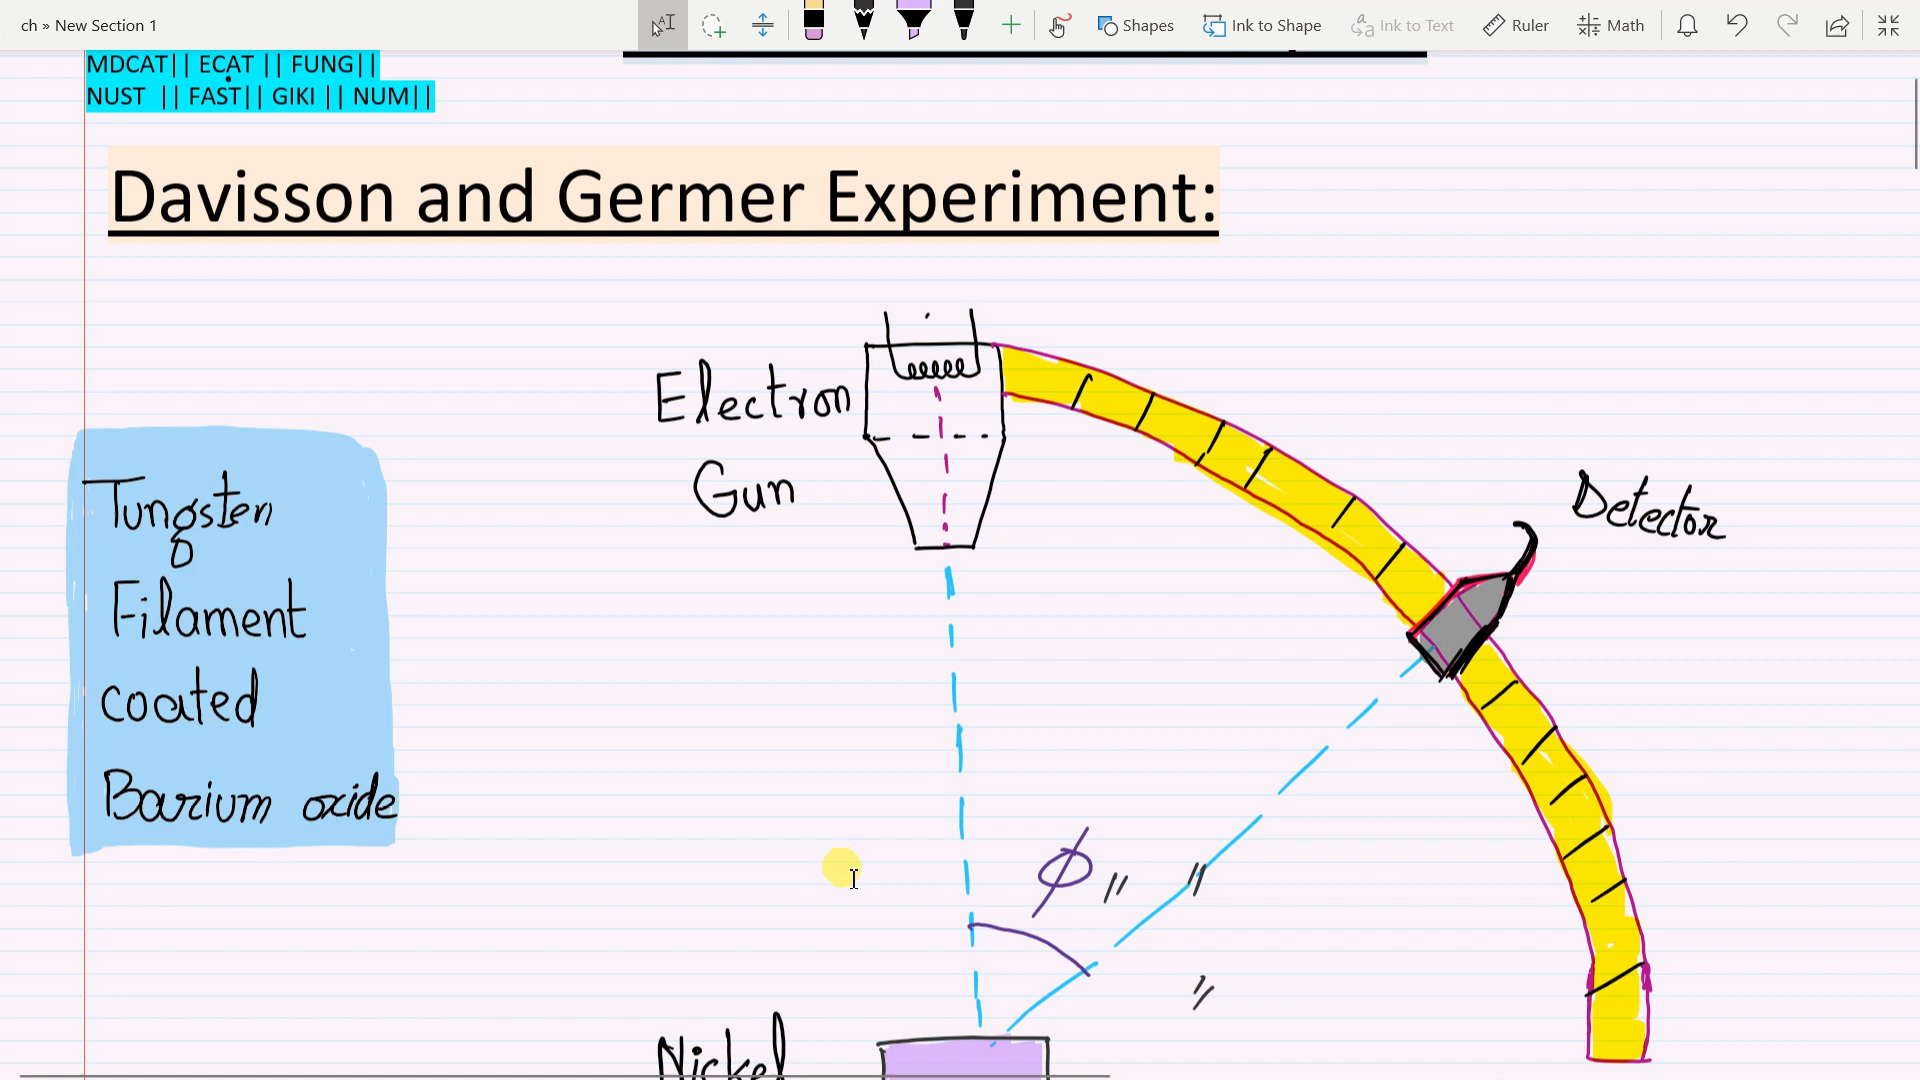 ch » New Section 1
Shapes
Ink to Shape
Ink to Text
Ruler
Math
MDCAT|| ECAT || FUNG||
NUST || FAST|| GIKI || NUM||
Davisson and Germer Experiment:
Electron
Gun
Detector
Tungsten
Filament
coated
Barium oxide
ϕ
Nickel